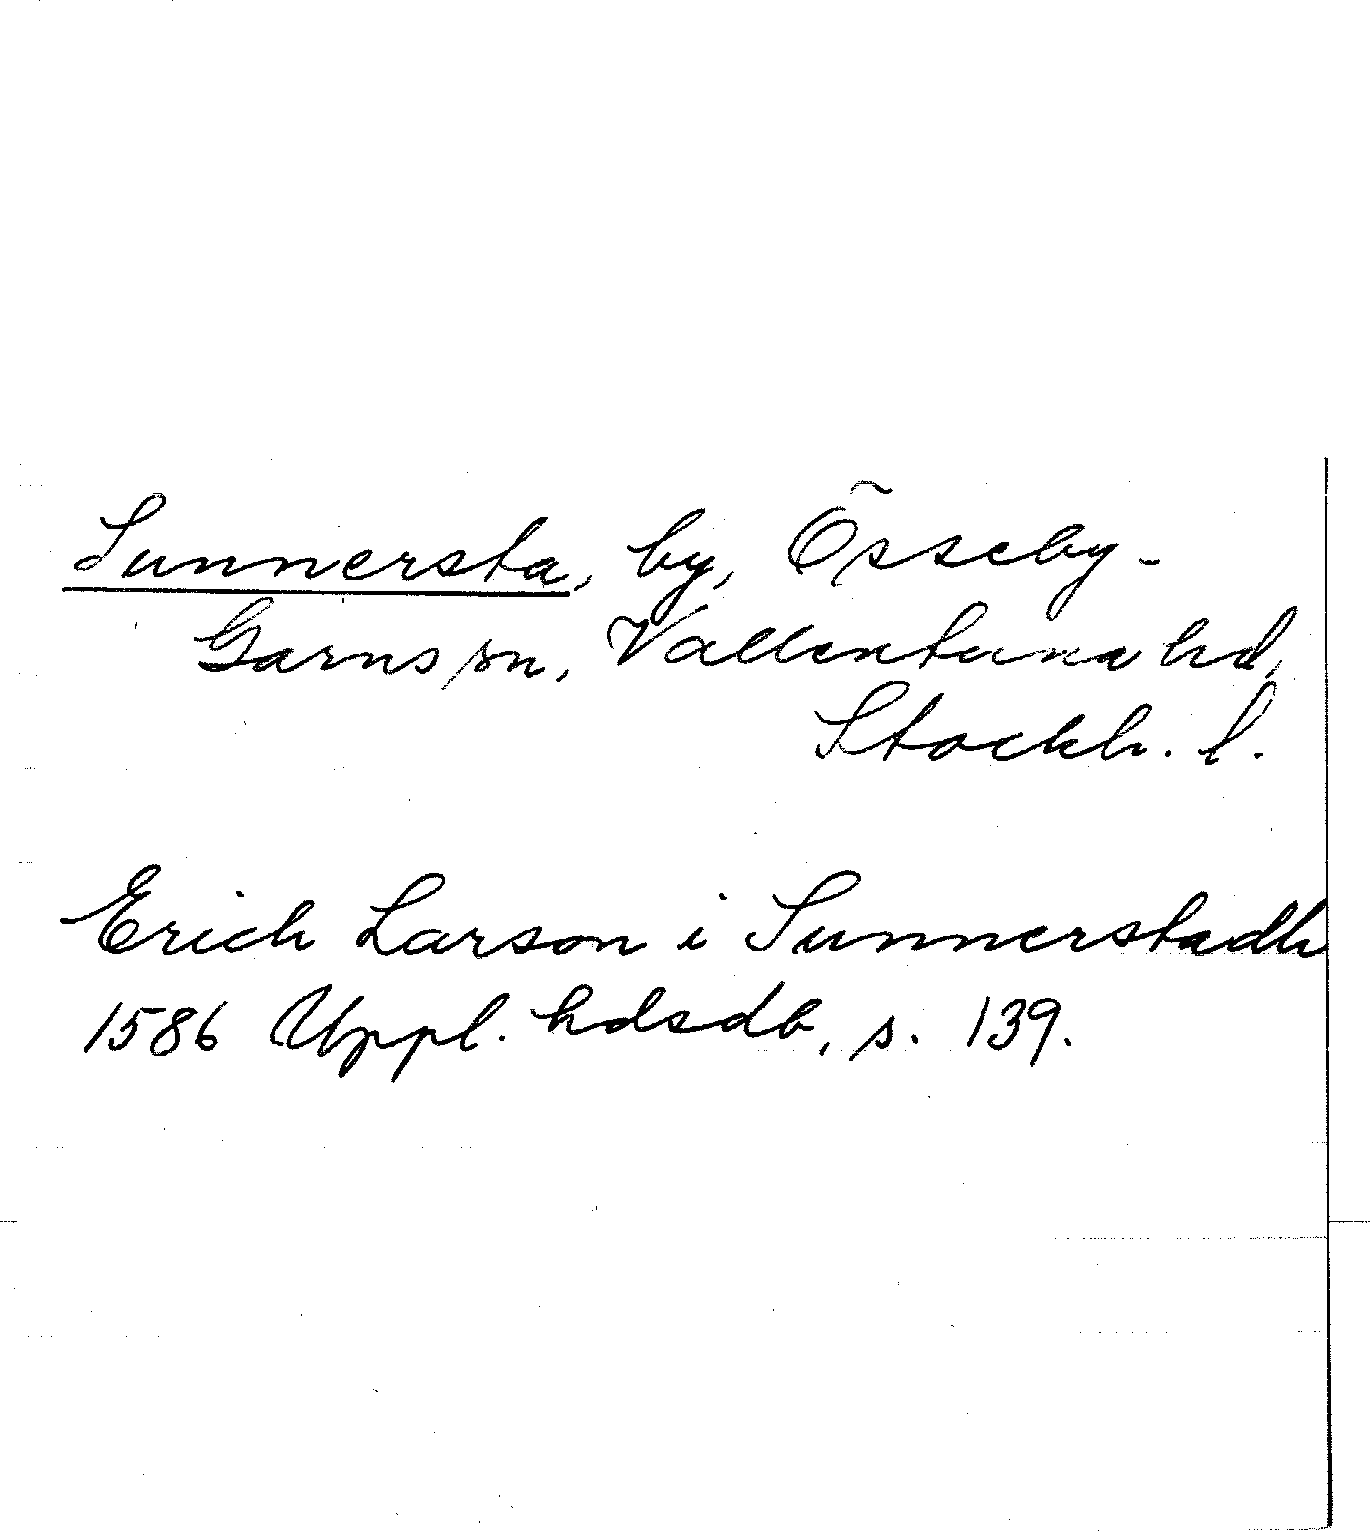 Sunnersta, by, Össeby-
Garns sn, Vallentuna hd,
Stockh. l.
Erich Larson i Sunnerstadh
1586 Uppl. hdsdb, s. 139.